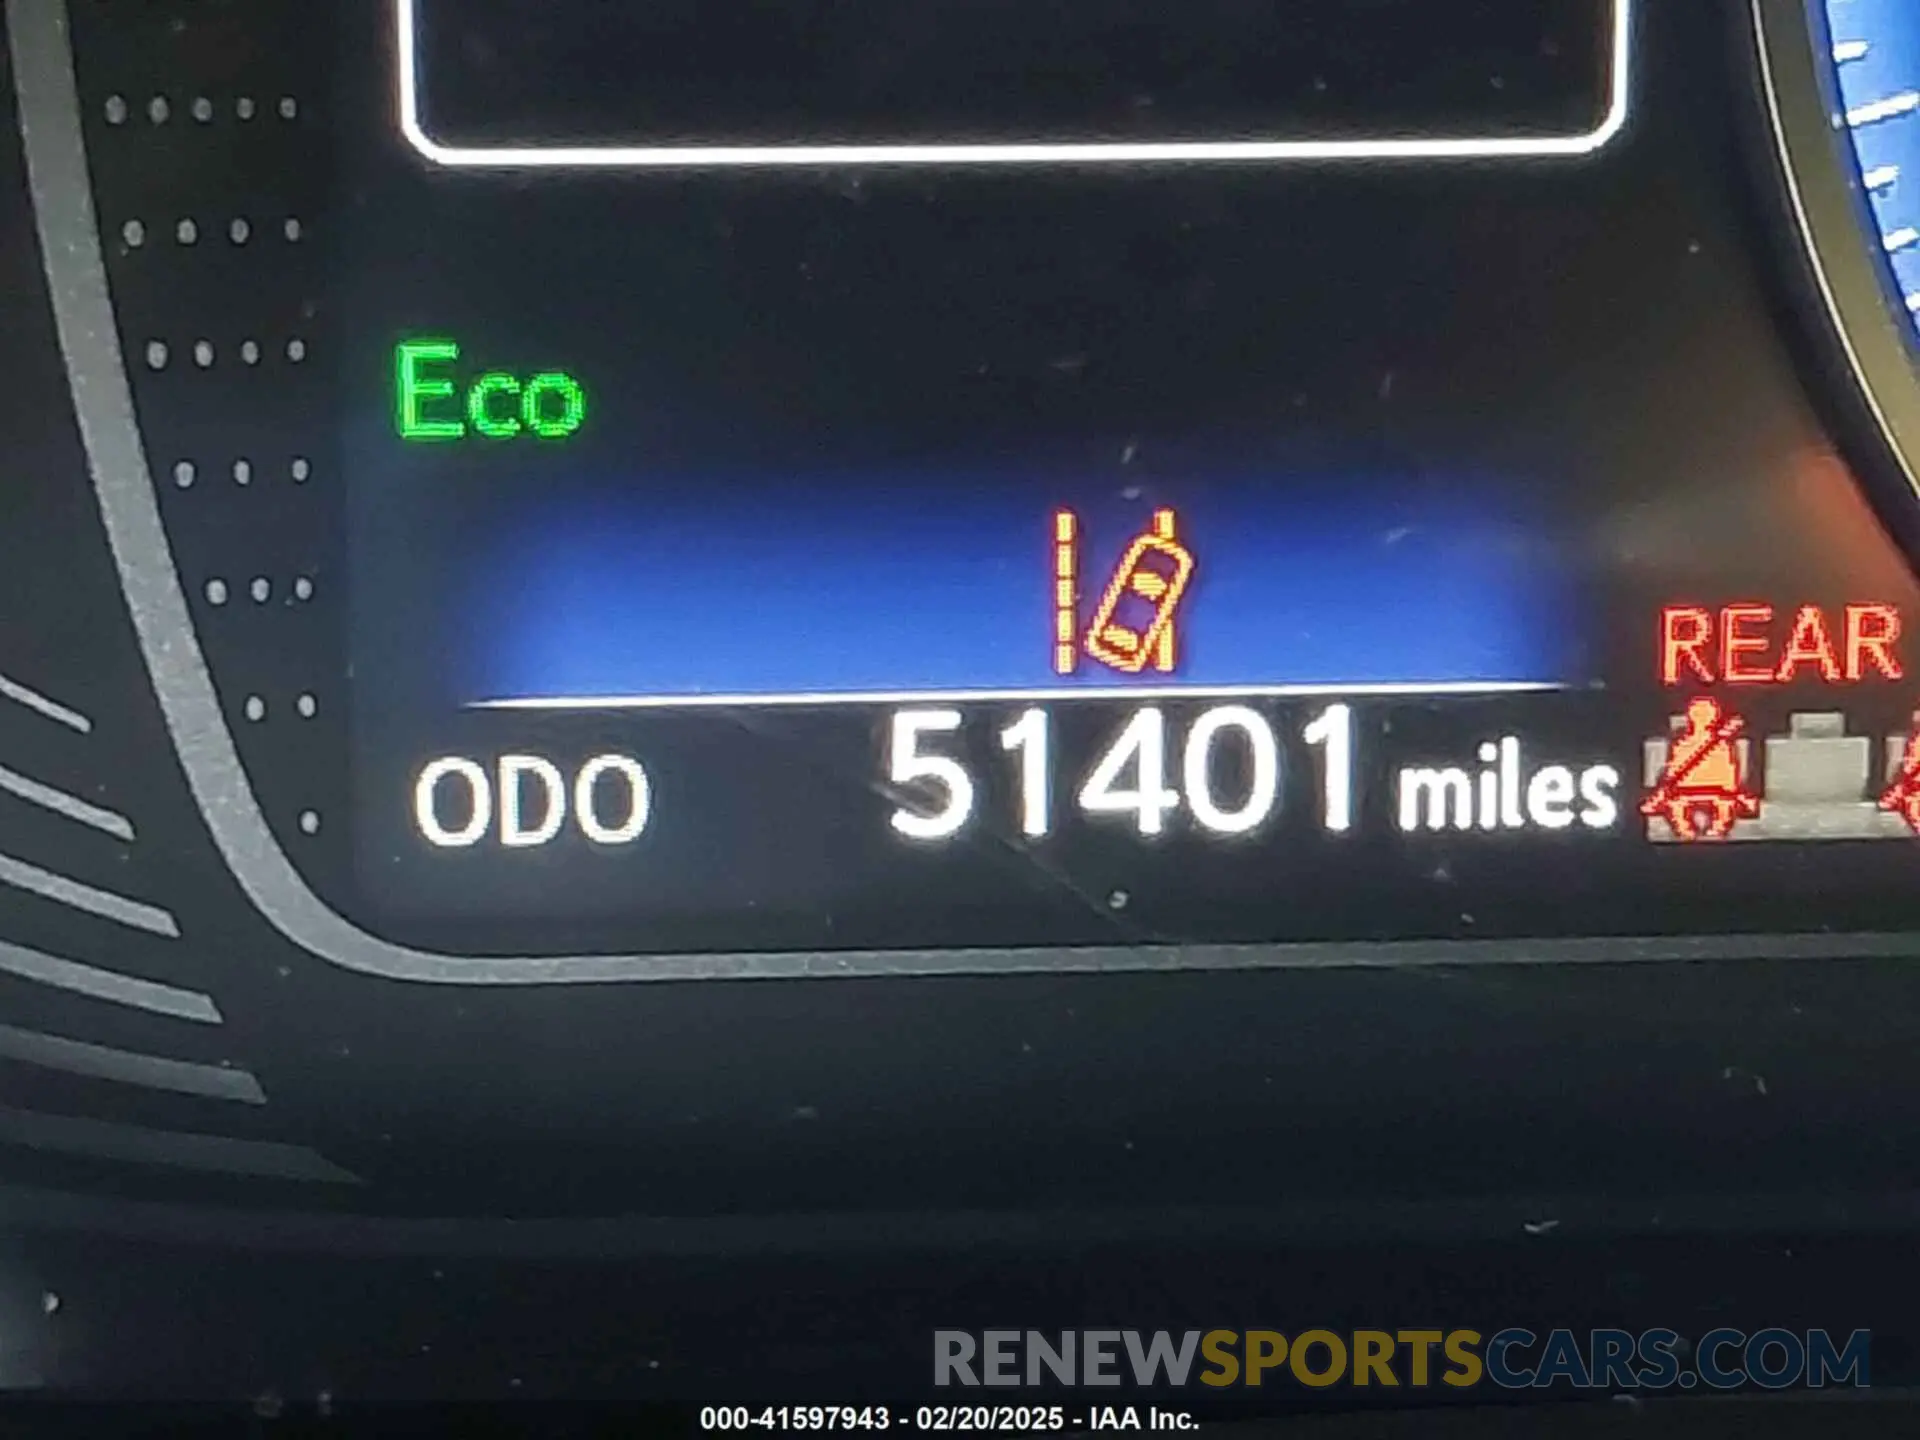 Eco
REAR
ODO 51401 miles
RENEWSPORTSCARS.COM
000-41597943 - 02/20/2025 - IAA Inc.